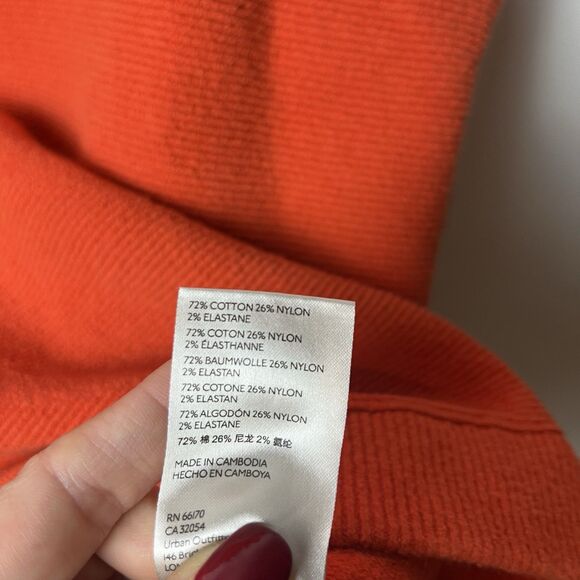 72% COTTON 26% NYLON
2% ELASTANE
72% COTON 26% NYLON
2% ÉLASTHANNE
72% BAUMWOLLE 26% NYLON
2% ELASTAN
72% COTONE 26% NYLON
2% ELASTAN
72% ALGODÓN 26% NYLON
2% ELASTANE
72% 棉 26% 尼龙 2% 氨纶
MADE IN CAMBODIA
HECHO EN CAMBOYA
RN 66170
CA 32054
Urban
146